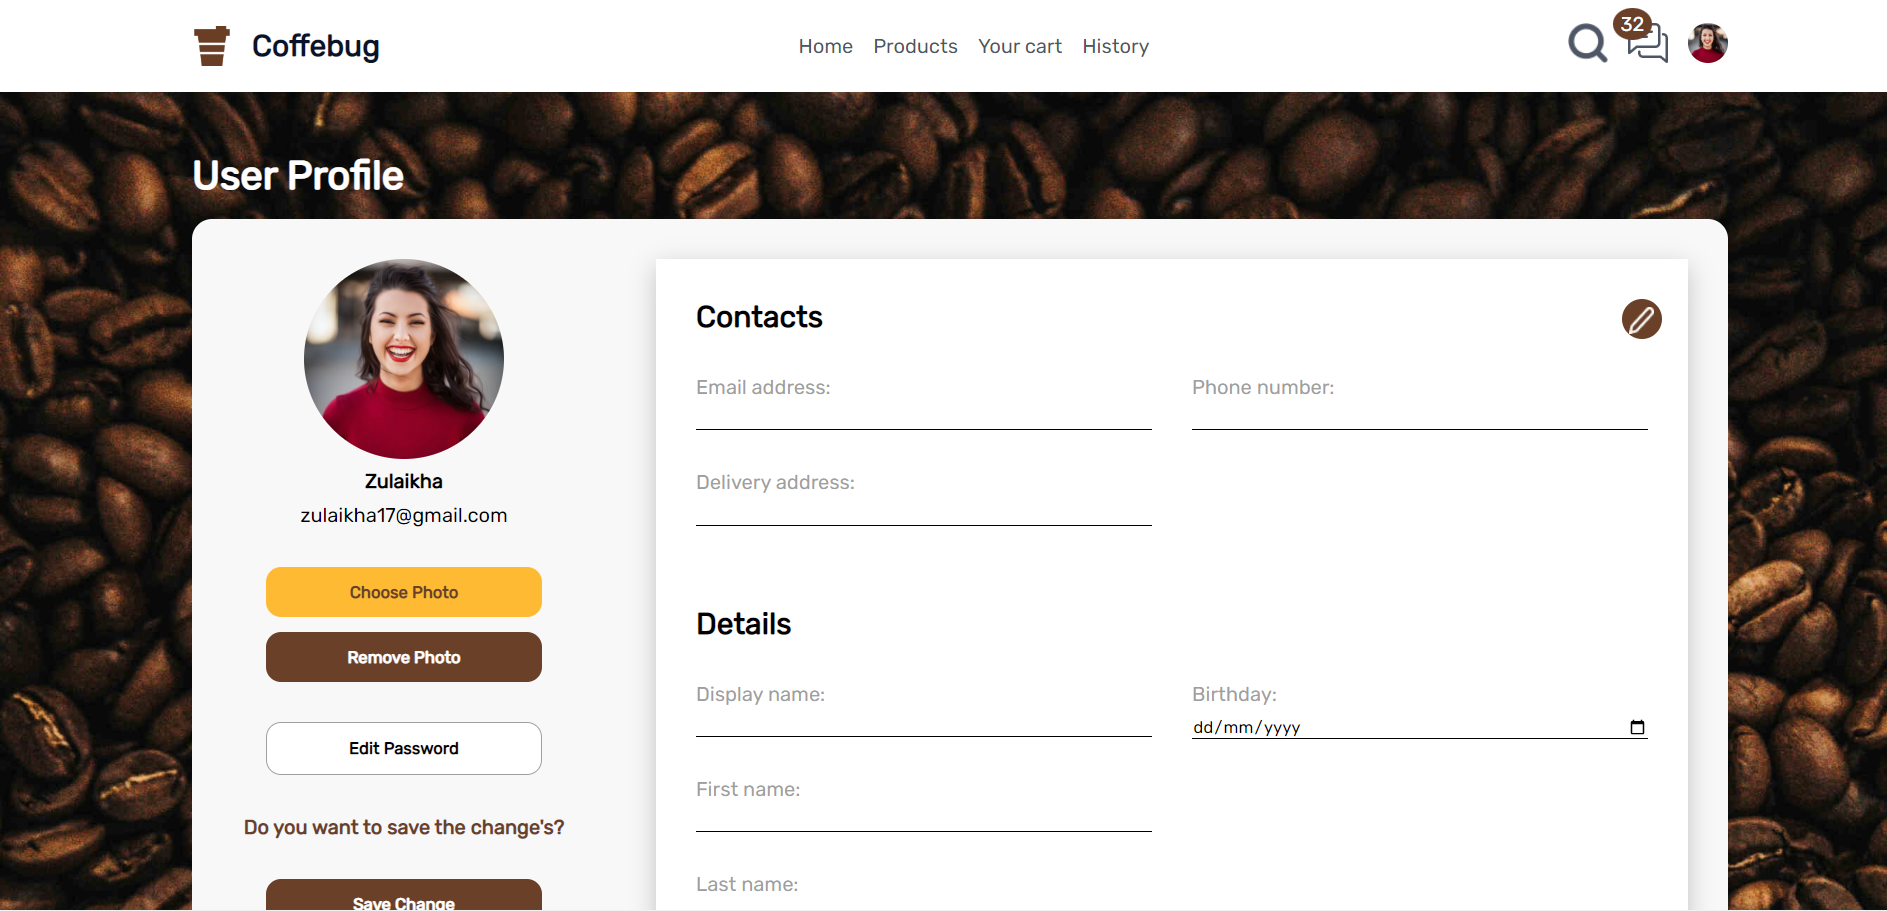 Coffebug
Home Products Your cart History
32
User Profile
Zulaikha
zulaikha17@gmail.com
Choose Photo
Remove Photo
Edit Password
Do you want to save the change's?
Save Change
Contacts
Email address:
Phone number:
Delivery address:
Details
Display name:
Birthday:
dd/mm/yyyy
First name:
Last name: